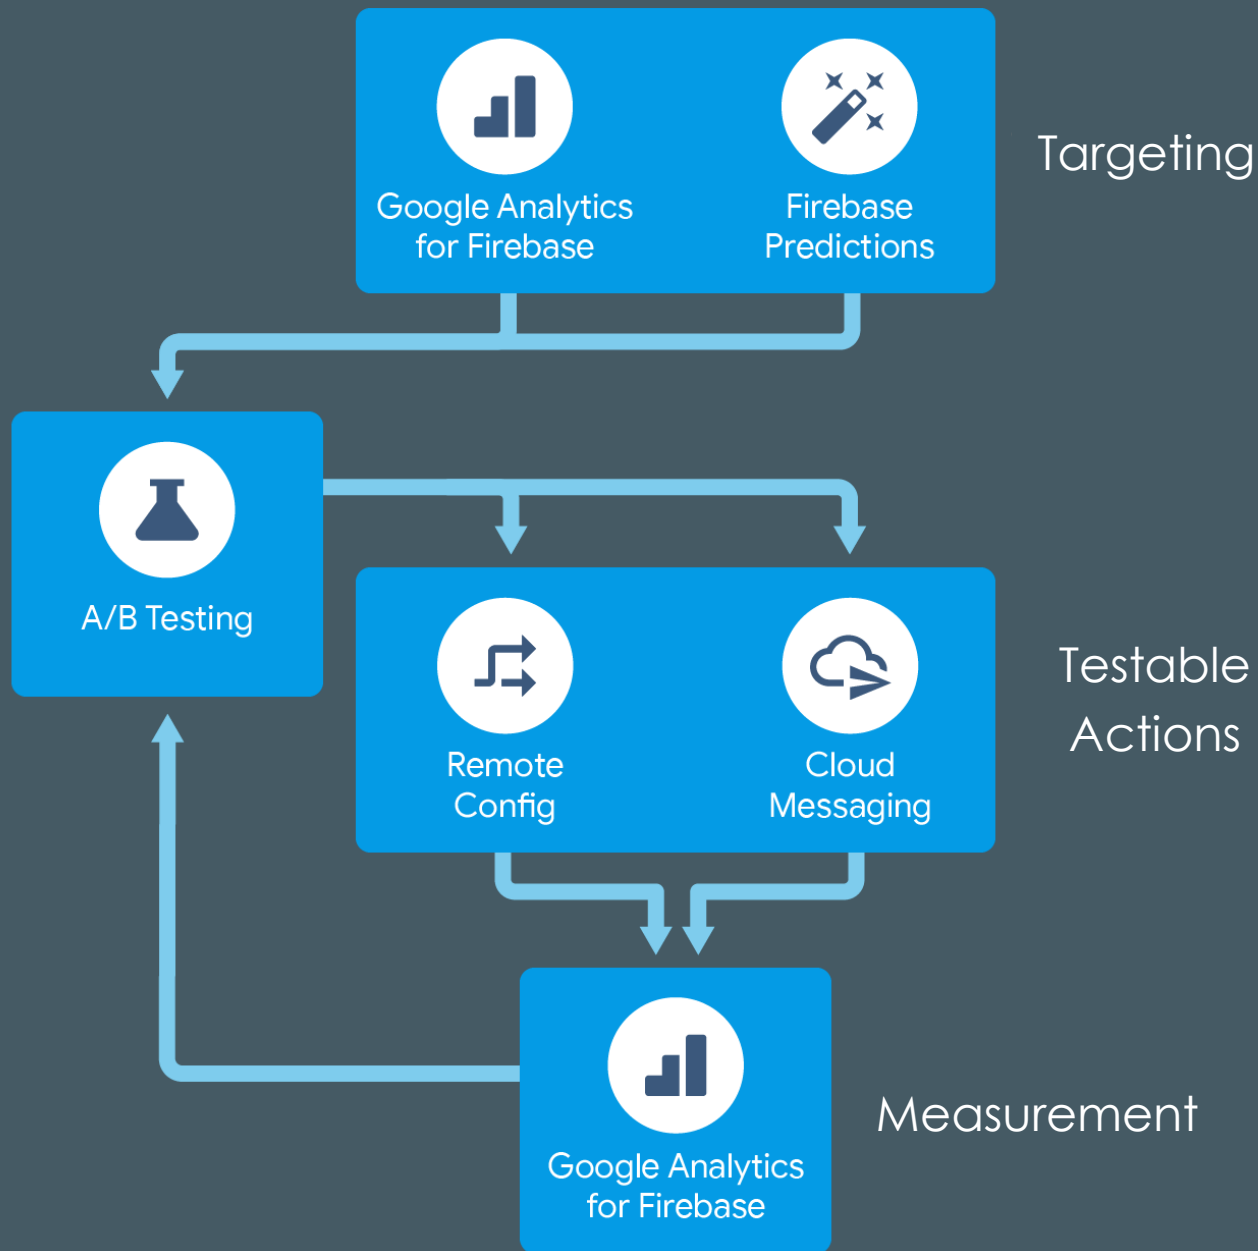 Google Analytics
for Firebase
Firebase
Predictions
Targeting
A/B Testing
Remote
Config
Cloud
Messaging
Testable
Actions
Google Analytics
for Firebase
Measurement